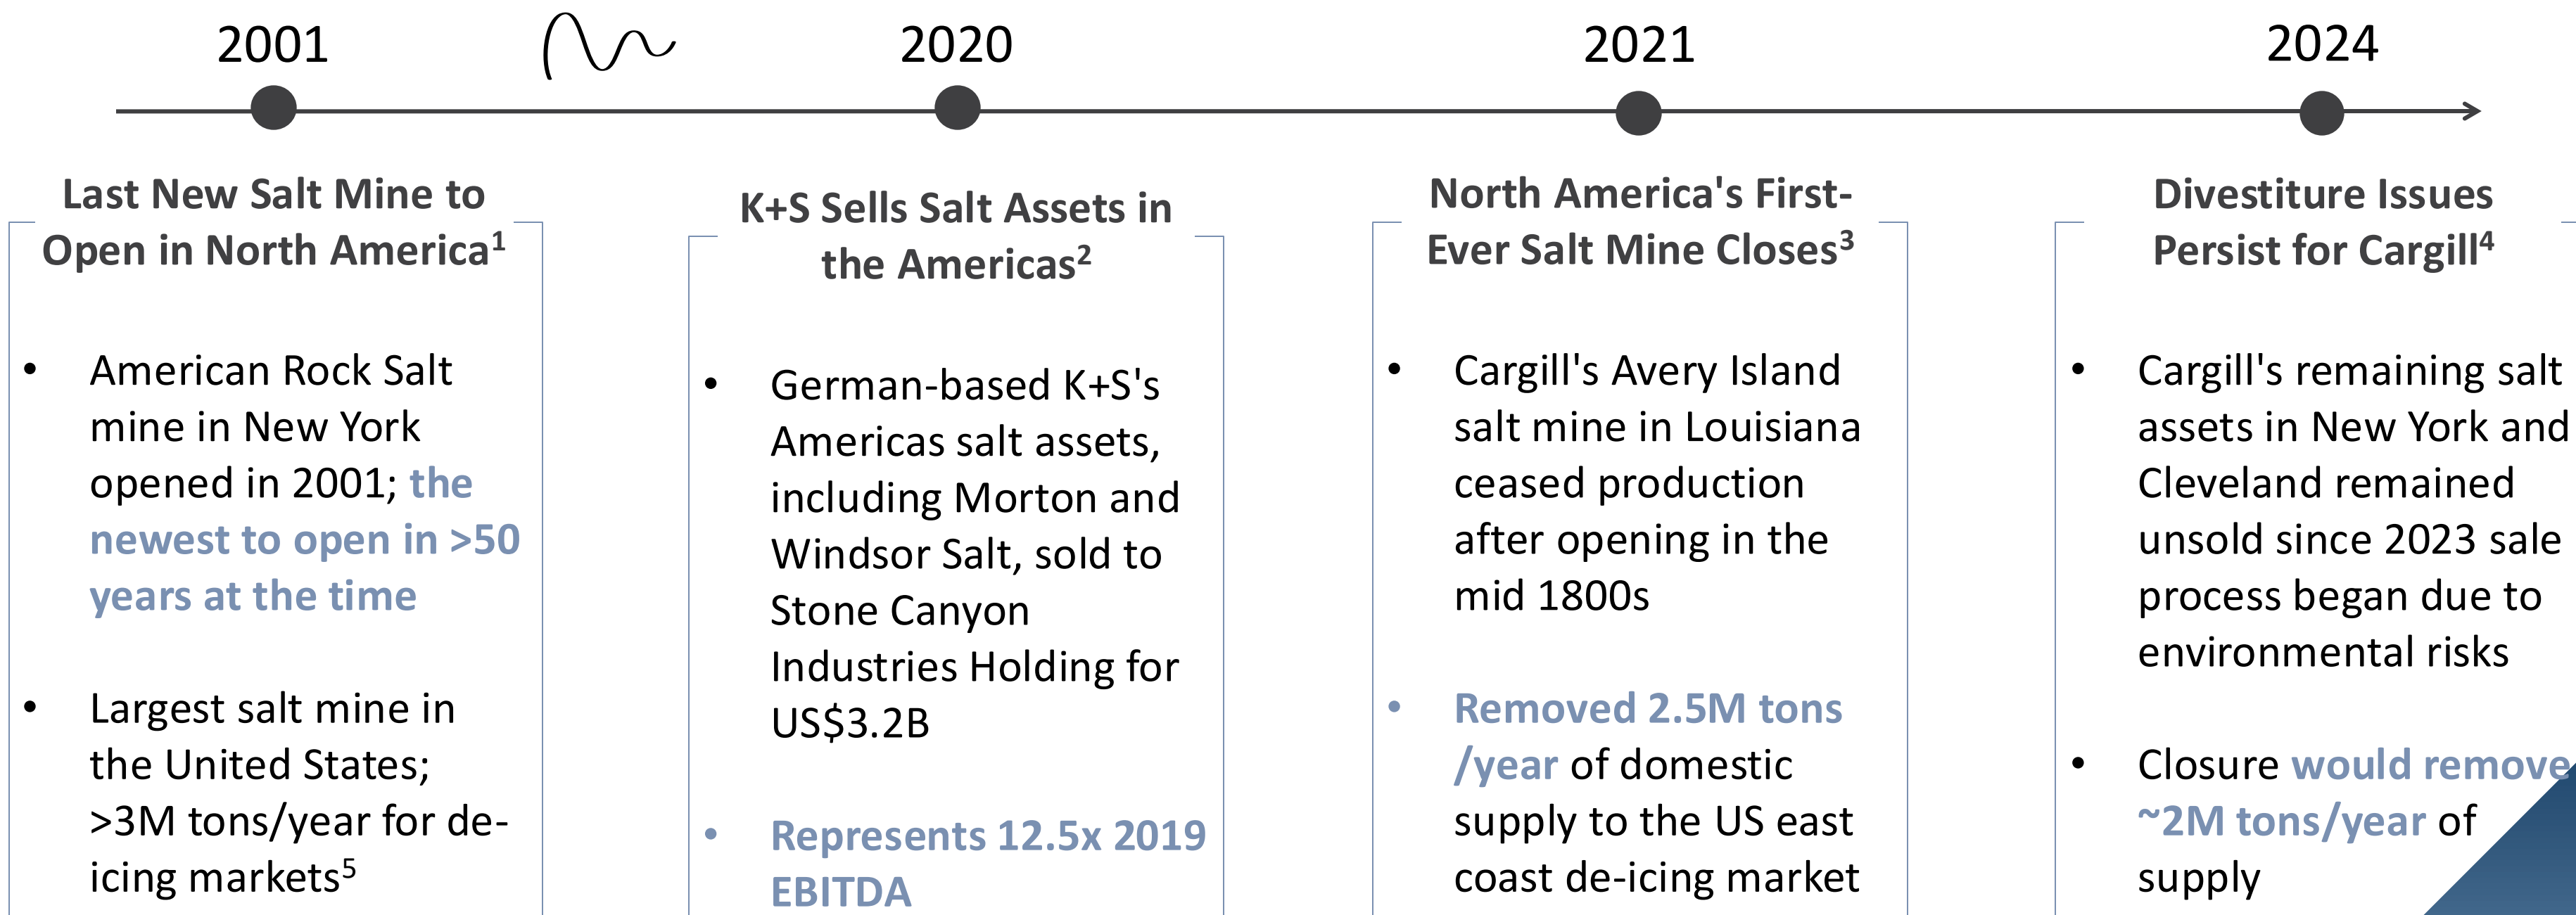 2001
2020
2021
2024
Last New Salt Mine to
Open in North America¹
• American Rock Salt
mine in New York
opened in 2001; the
newest to open in >50
years at the time
• Largest salt mine in
the United States;
>3M tons/year for de-
icing markets⁵
K+S Sells Salt Assets in
the Americas²
• German-based K+S's
Americas salt assets,
including Morton and
Windsor Salt, sold to
Stone Canyon
Industries Holding for
US$3.2B
• Represents 12.5x 2019
EBITDA
North America's First-
Ever Salt Mine Closes³
• Cargill's Avery Island
salt mine in Louisiana
ceased production
after opening in the
mid 1800s
• Removed 2.5M tons
/year of domestic
supply to the US east
coast de-icing market
Divestiture Issues
Persist for Cargill⁴
• Cargill's remaining salt
assets in New York and
Cleveland remained
unsold since 2023 sale
process began due to
environmental risks
• Closure would remove
~2M tons/year of
supply